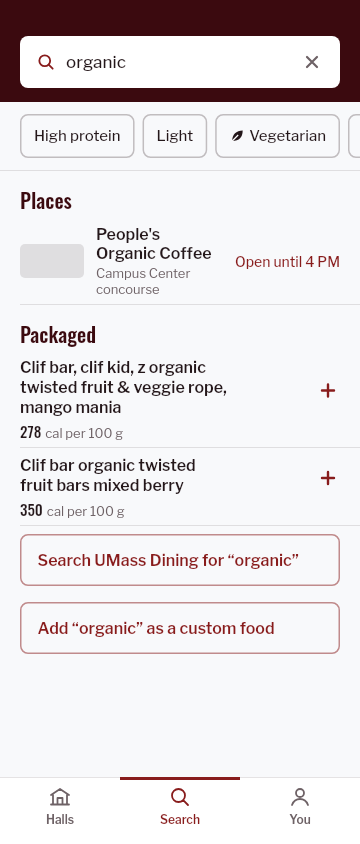 organic
High protein
Light
Vegetarian
Places
People's
Organic Coffee
Campus Center
concourse
Open until 4 PM
Packaged
Clif bar, clif kid, z organic
twisted fruit & veggie rope,
mango mania
278 cal per 100 g
Clif bar organic twisted
fruit bars mixed berry
350 cal per 100 g
Search UMass Dining for “organic”
Add “organic” as a custom food
Halls
Search
You